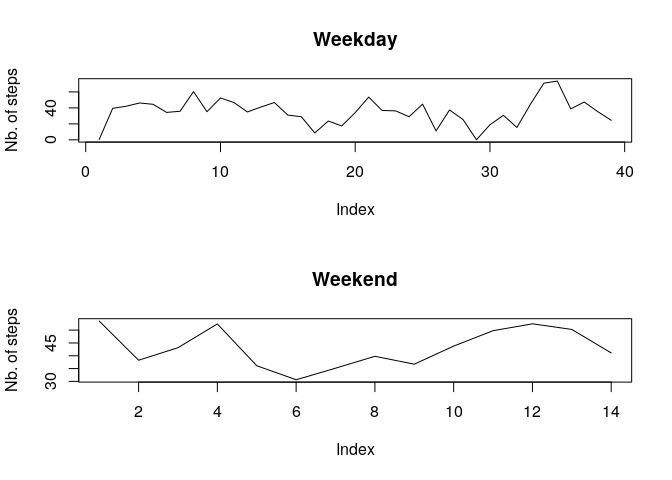 Weekday
Nb. of steps
40
0
0 10 20 30 40
Index
Weekend
Nb. of steps
45
30
2 4 6 8 10 12 14
Index